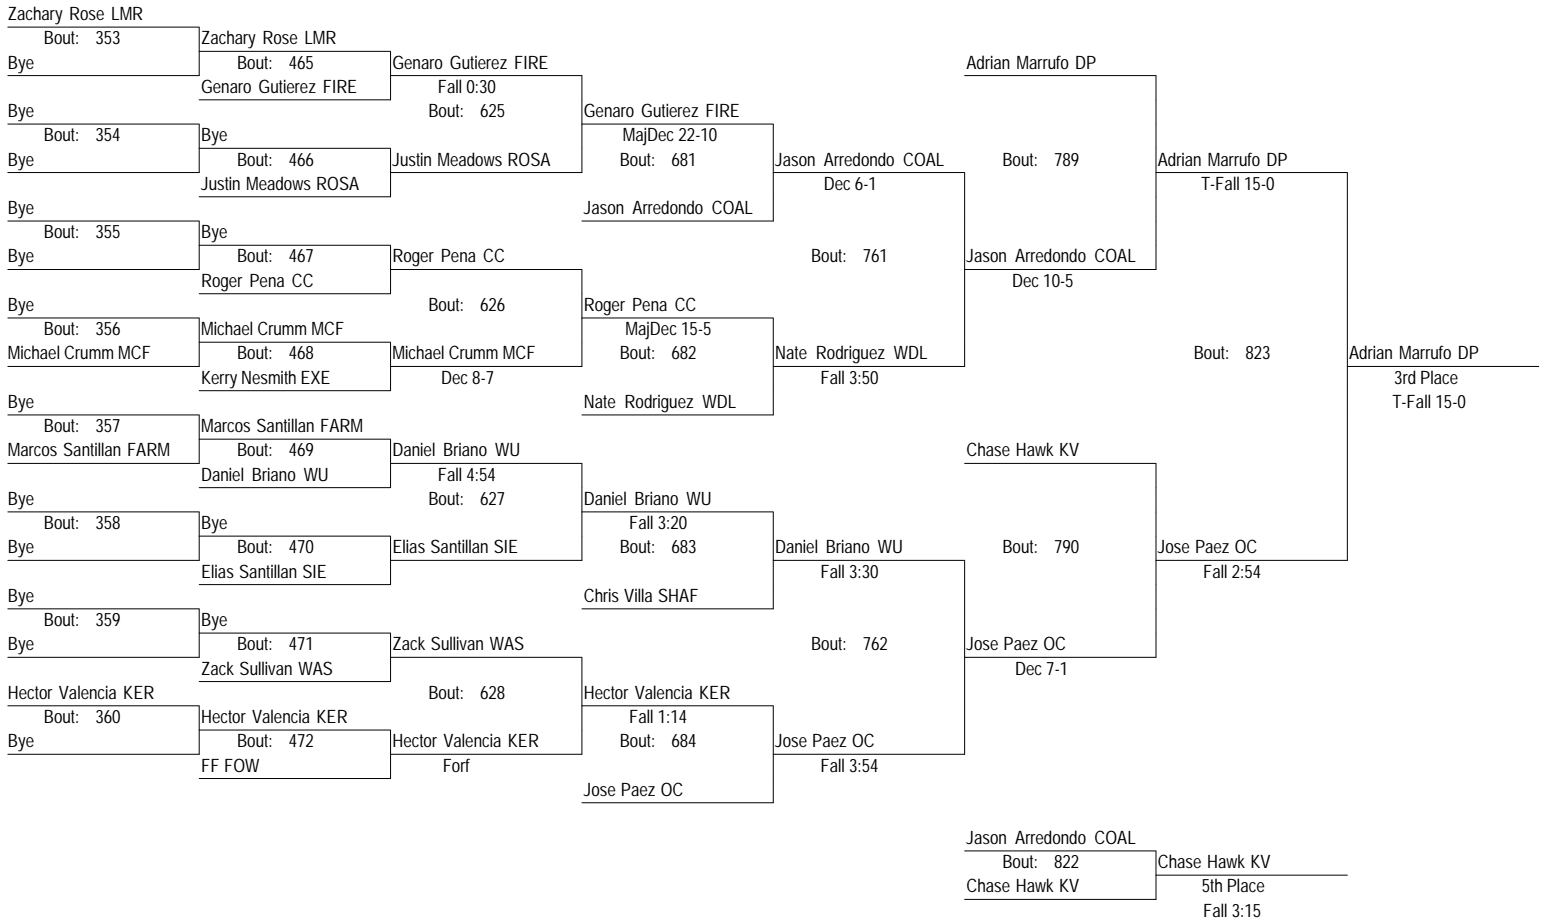 Zachary Rose LMR
Bout: 353
Bye
Bye
Bout: 354
Bye
Bye
Bout: 355
Bye
Bye
Bout: 356
Michael Crumm MCF
Bye
Bout: 357
Marcos Santillan FARM
Bye
Bout: 358
Bye
Bye
Bout: 359
Bye
Hector Valencia KER
Bout: 360
Bye
Zachary Rose LMR
Bout: 465
Genaro Gutierez FIRE
Bye
Bout: 466
Justin Meadows ROSA
Bye
Bout: 467
Roger Pena CC
Michael Crumm MCF
Bout: 468
Kerry Nesmith EXE
Marcos Santillan FARM
Bout: 469
Daniel Briano WU
Bye
Bout: 470
Elias Santillan SIE
Bye
Bout: 471
Zack Sullivan WAS
Hector Valencia KER
Bout: 472
FF FOW
Genaro Gutierez FIRE
Fall 0:30
Bout: 625
Justin Meadows ROSA
Roger Pena CC
Bout: 626
Michael Crumm MCF
Dec 8-7
Daniel Briano WU
Fall 4:54
Bout: 627
Elias Santillan SIE
Zack Sullivan WAS
Bout: 628
Hector Valencia KER
Forf
Genaro Gutierez FIRE
MajDec 22-10
Bout: 681
Jason Arredondo COAL
Roger Pena CC
MajDec 15-5
Bout: 682
Nate Rodriguez WDL
Daniel Briano WU
Fall 3:20
Bout: 683
Chris Villa SHAF
Hector Valencia KER
Fall 1:14
Bout: 684
Jose Paez OC
Jason Arredondo COAL
Dec 6-1
Bout: 761
Nate Rodriguez WDL
Fall 3:50
Daniel Briano WU
Fall 3:30
Bout: 762
Jose Paez OC
Fall 3:54
Adrian Marrufo DP
Bout: 789
Jason Arredondo COAL
Dec 10-5
Chase Hawk KV
Bout: 790
Jose Paez OC
Dec 7-1
Adrian Marrufo DP
T-Fall 15-0
Bout: 823
Jose Paez OC
Fall 2:54
Adrian Marrufo DP
3rd Place
T-Fall 15-0
Jason Arredondo COAL
Bout: 822
Chase Hawk KV
Chase Hawk KV
5th Place
Fall 3:15